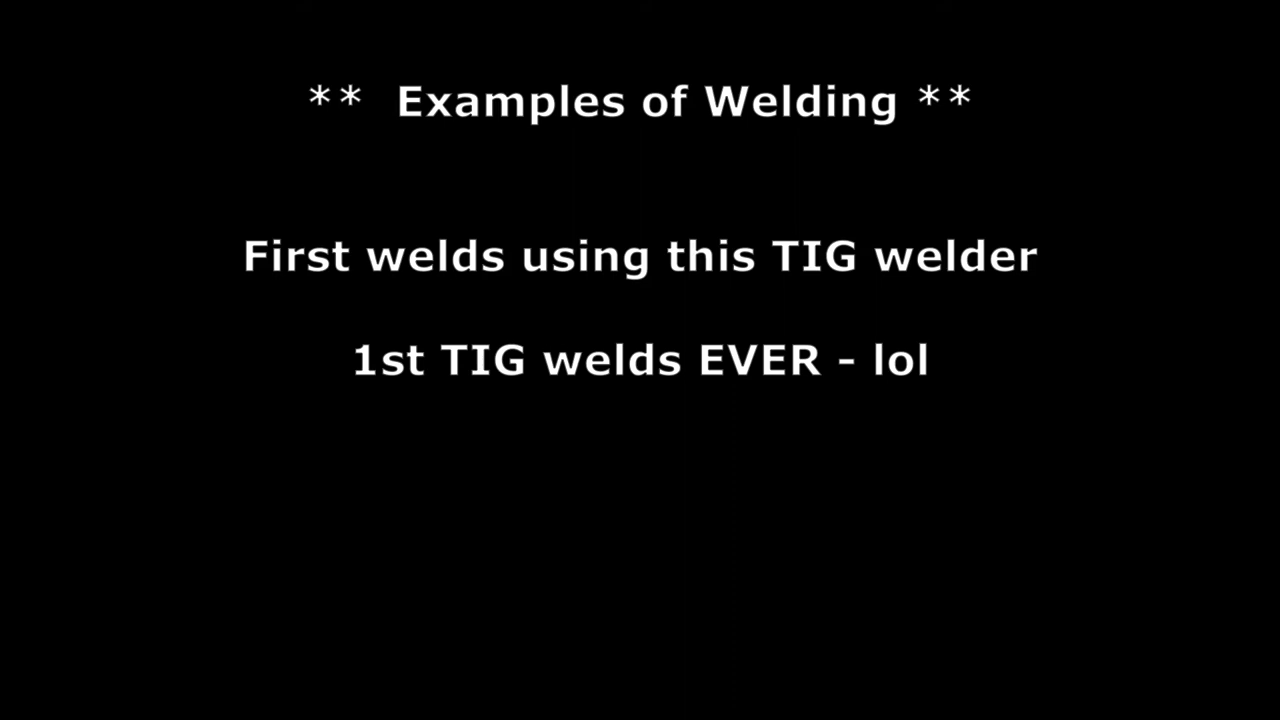 ** Examples of Welding **
First welds using this TIG welder
1st TIG welds EVER - lol